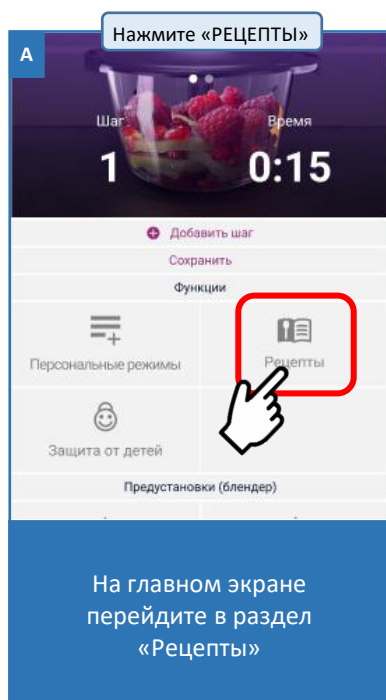 Нажмите «РЕЦЕПТЫ»
A
Шаг
Время
1
0:15
Добавить шаг
Сохранить
Функции
Персональные режимы
Рецепты
Защита от детей
Предустановки (блендер)
На главном экране
перейдите в раздел
«Рецепты»